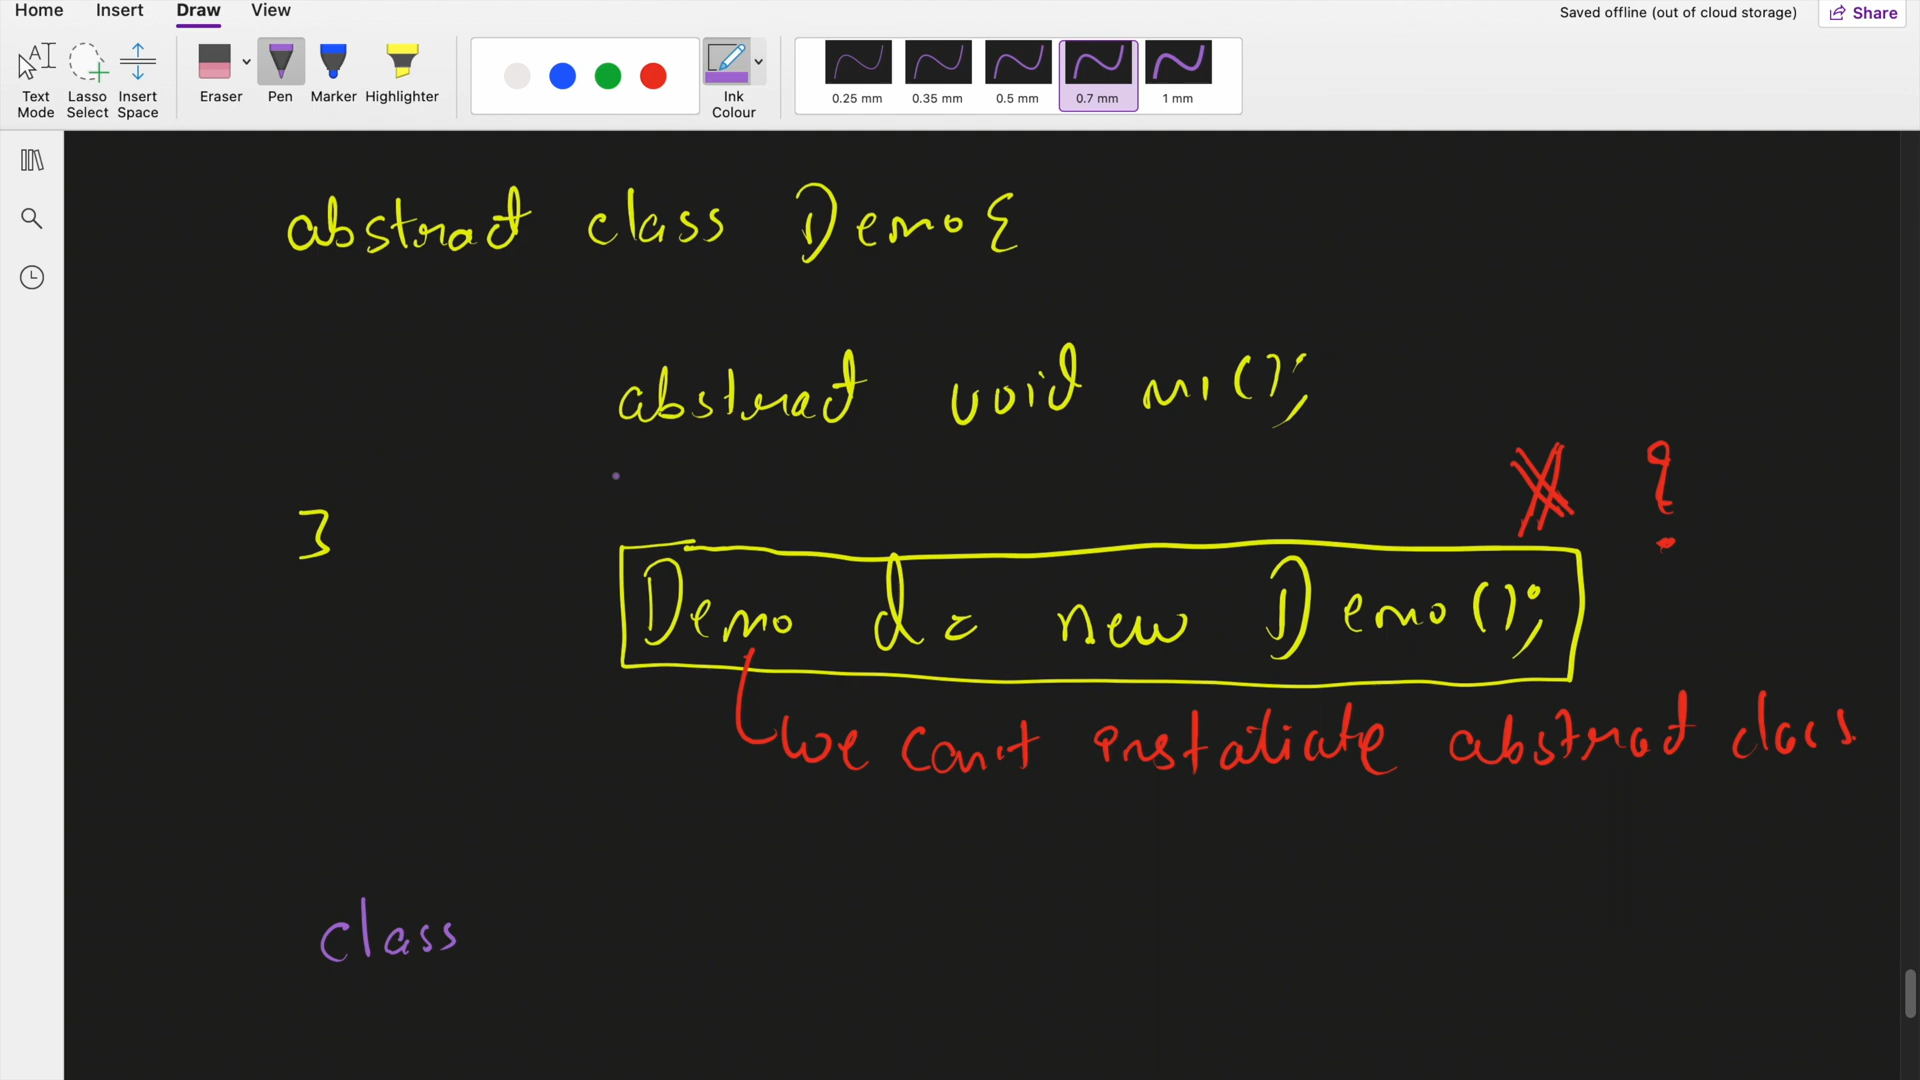 Home Insert Draw View
Saved offline (out of cloud storage) Share
Text Mode Lasso Select Insert Space Eraser Pen Marker Highlighter Ink Colour 0.25 mm 0.35 mm 0.5 mm 0.7 mm 1 mm
abstract class Demo {
abstract void m1();
}
Demo d = new Demo();
we can't instatiate abstract class
class